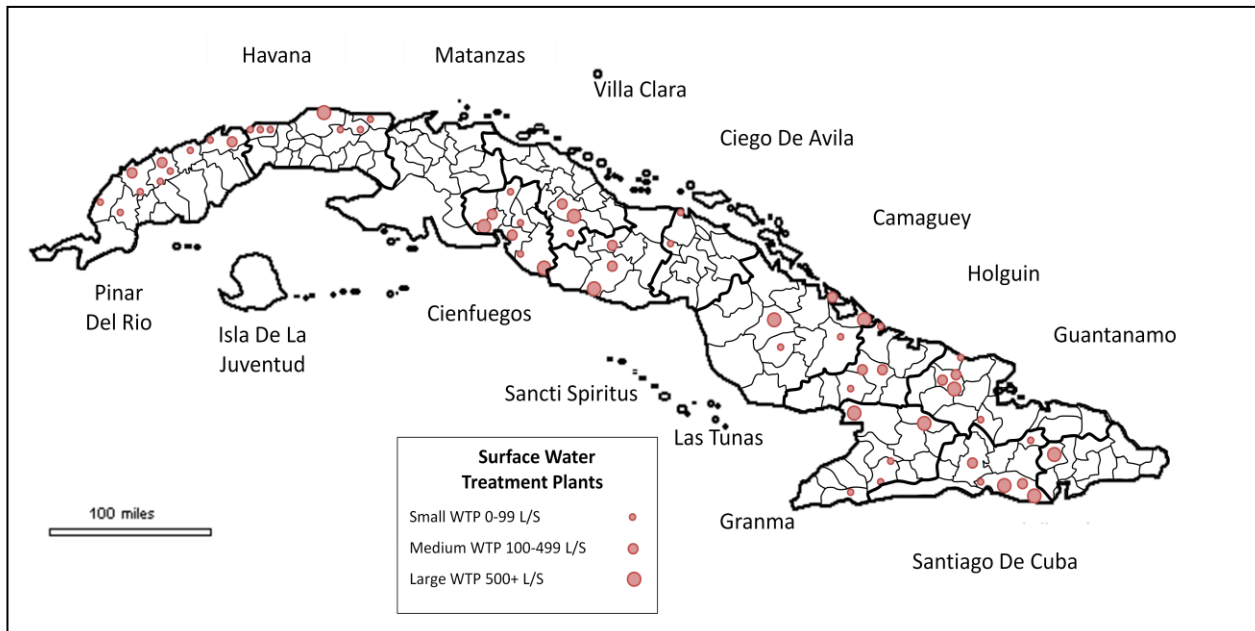 Havana
Matanzas
Villa Clara
Ciego De Avila
Camaguey
Holguin
Guantanamo
Pinar
Del Rio
Isla De La
Juventud
Cienfuegos
Sancti Spiritus
Las Tunas
Granma
Santiago De Cuba
100 miles
Surface Water
Treatment Plants
Small WTP 0-99 L/S
Medium WTP 100-499 L/S
Large WTP 500+ L/S